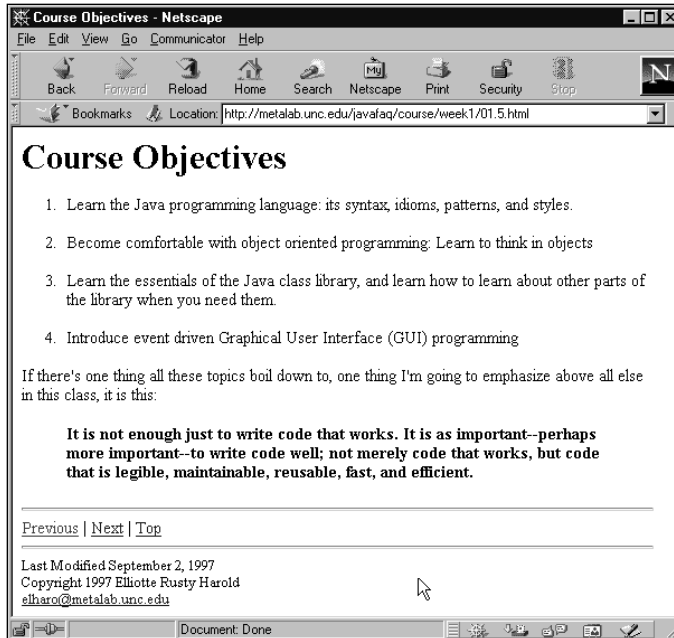 Course Objectives - Netscape
File Edit View Go Communicator Help
Back Forward Reload Home Search Netscape Print Security Stop
My
N
Bookmarks Location: http://metalab.unc.edu/javafaq/course/week1/01.5.html
Course Objectives
1. Learn the Java programming language: its syntax, idioms, patterns, and styles.
2. Become comfortable with object oriented programming: Learn to think in objects
3. Learn the essentials of the Java class library, and learn how to learn about other parts of
the library when you need them.
4. Introduce event driven Graphical User Interface (GUI) programming
If there's one thing all these topics boil down to, one thing I'm going to emphasize above all else
in this class, it is this:
It is not enough just to write code that works. It is as important--perhaps
more important--to write code well; not merely code that works, but code
that is legible, maintainable, reusable, fast, and efficient.
Previous | Next | Top
Last Modified September 2, 1997
Copyright 1997 Elliotte Rusty Harold
elharo@metalab.unc.edu
Document: Done